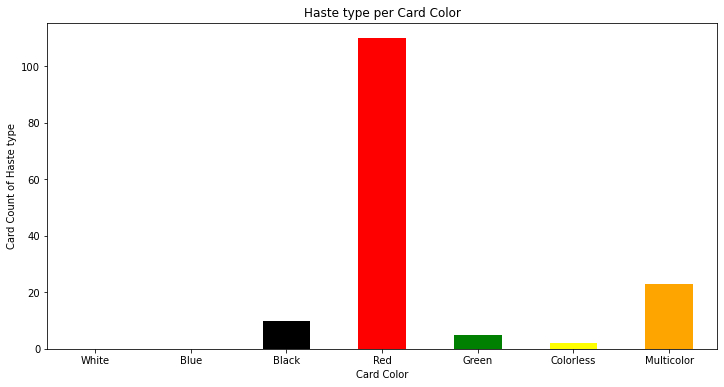 Haste type per Card Color
Card Count of Haste type
100
80
60
40
20
0
White Blue Black Red Green Colorless Multicolor
Card Color